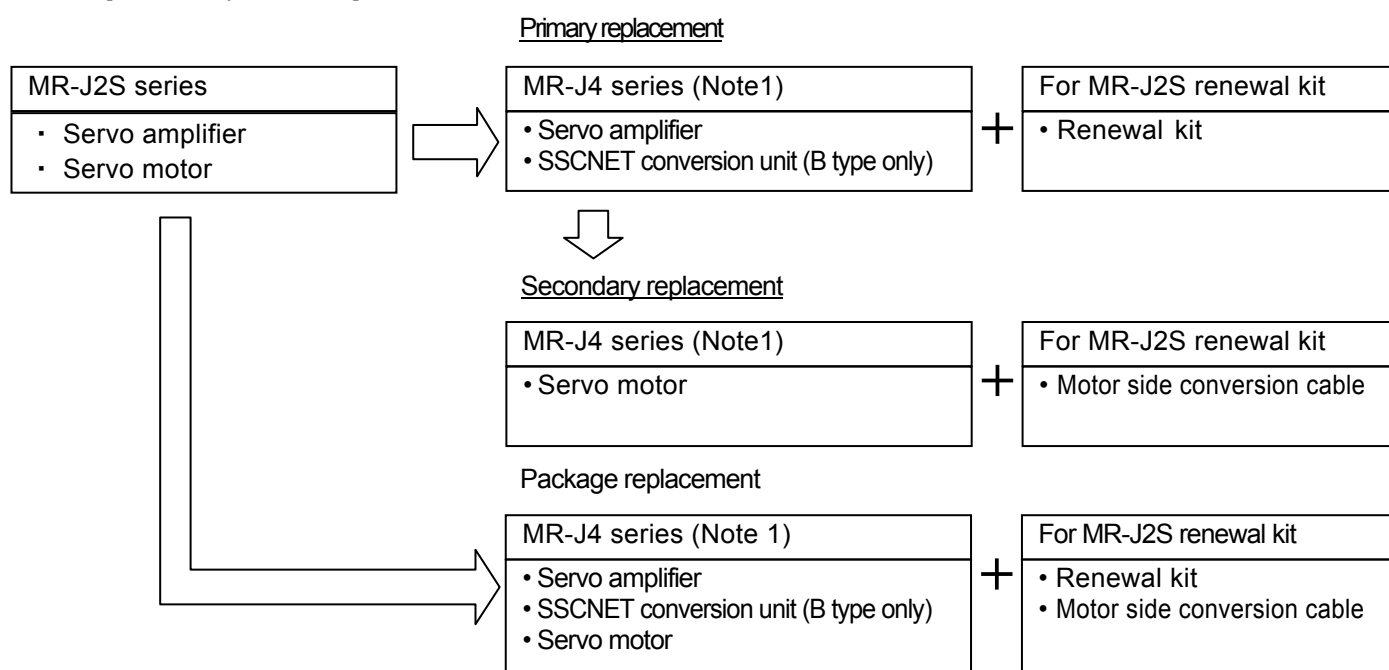 Primary replacement
MR-J2S series
・ Servo amplifier
・ Servo motor
MR-J4 series (Note1)
• Servo amplifier
• SSCNET conversion unit (B type only)
+
For MR-J2S renewal kit
• Renewal kit
Secondary replacement
MR-J4 series (Note1)
• Servo motor
+
For MR-J2S renewal kit
• Motor side conversion cable
Package replacement
MR-J4 series (Note 1)
• Servo amplifier
• SSCNET conversion unit (B type only)
• Servo motor
+
For MR-J2S renewal kit
• Renewal kit
• Motor side conversion cable